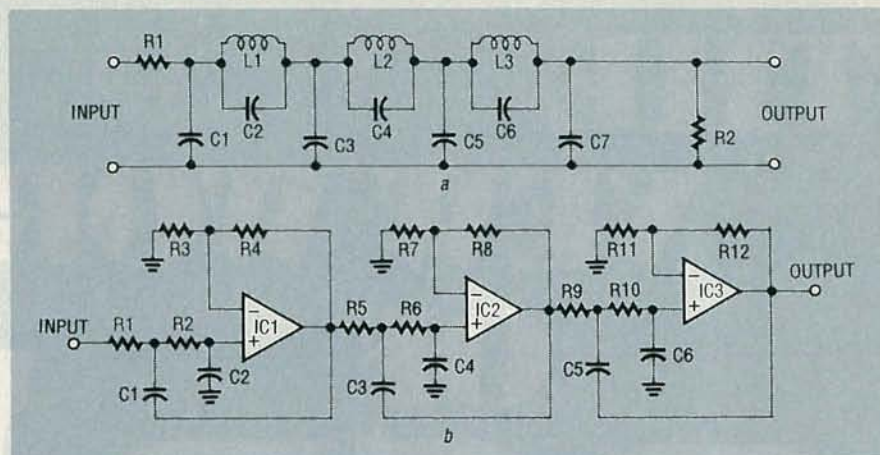 R1
L1
L2
L3
INPUT
C2
C4
C6
OUTPUT
C1
C3
C5
C7
R2
a
R3
R4
R7
R8
R11
R12
OUTPUT
INPUT
R1
R2
IC1
R5
R6
IC2
R9
R10
IC3
C1
C2
C3
C4
C5
C6
b